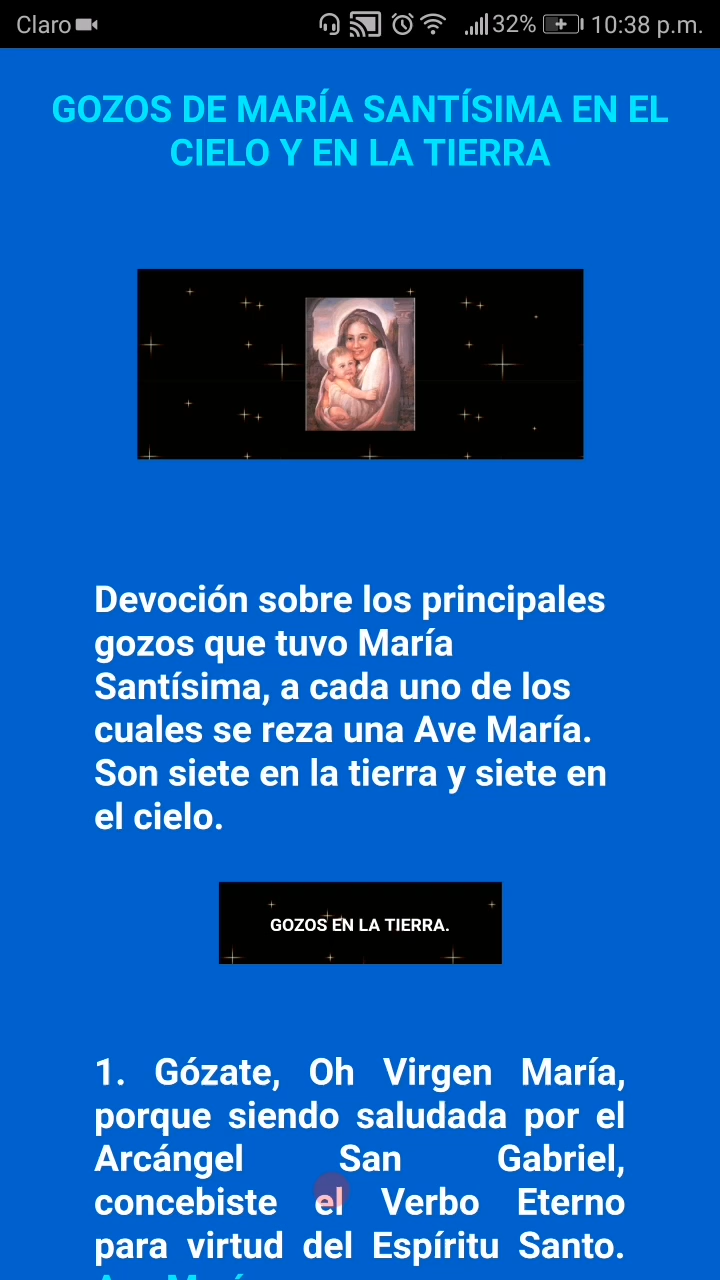 Claro 32% 10:38 p.m.
GOZOS DE MARÍA SANTÍSIMA EN EL
CIELO Y EN LA TIERRA
Devoción sobre los principales
gozos que tuvo María
Santísima, a cada uno de los
cuales se reza una Ave María.
Son siete en la tierra y siete en
el cielo.
GOZOS EN LA TIERRA.
1. Gózate, Oh Virgen María,
porque siendo saludada por el
Arcángel San Gabriel,
concebiste el Verbo Eterno
para virtud del Espíritu Santo.